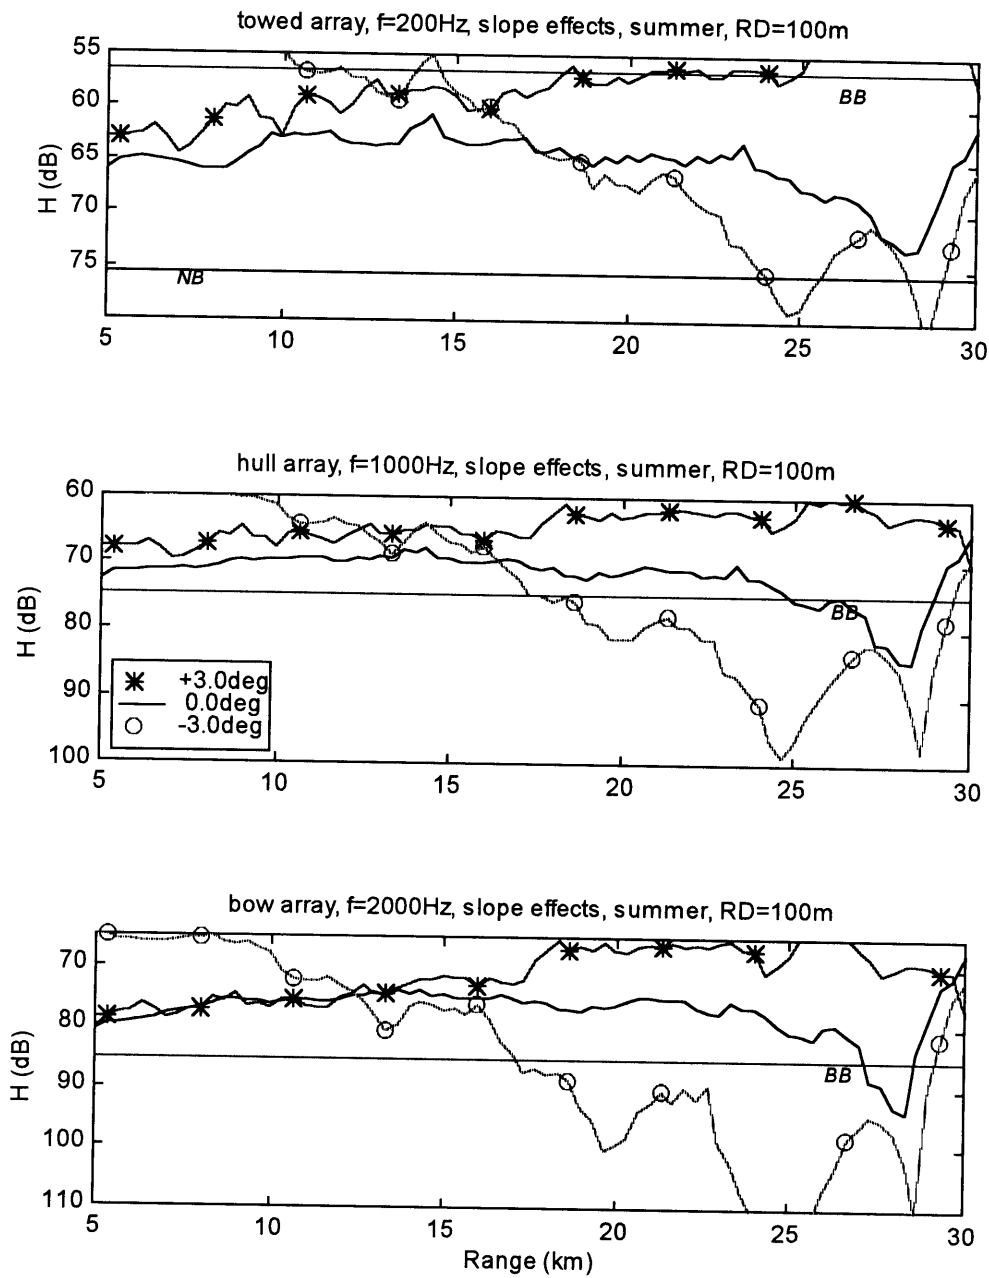 towed array, f=200Hz, slope effects, summer, RD=100m
55
60
65
70
75
H (dB)
BB
NB
5 10 15 20 25 30
hull array, f=1000Hz, slope effects, summer, RD=100m
60
70
80
90
100
H (dB)
BB
+3.0deg
0.0deg
-3.0deg
5 10 15 20 25 30
bow array, f=2000Hz, slope effects, summer, RD=100m
70
80
90
100
110
H (dB)
BB
5 10 15 20 25 30
Range (km)